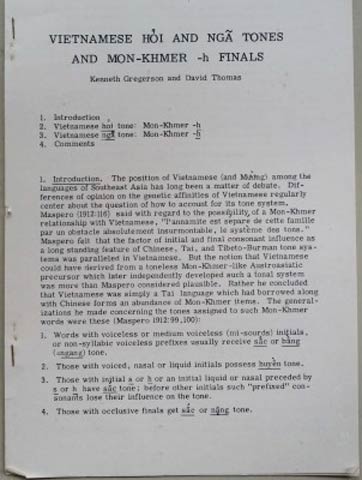 VIETNAMESE HỎI AND NGÃ TONES
AND MON-KHMER -h FINALS
Kenneth Gregerson and David Thomas
1. Introduction
2. Vietnamese hỏi tone: Mon-Khmer -h
3. Vietnamese ngã tone: Mon-Khmer -h
4. Comments
1. Introduction. The position of Vietnamese (and Mường) among
the languages of Southeast Asia has long been a matter of debate. Dif-
ferences of opinion on the genetic affinities of Vietnamese regularly
center about the question of how to account for its tone system.
Maspero (1912:116) said with regard to the possibility of a Mon-Khmer
relationship with Vietnamese, "l'annamite est separe de cette famille
par un obstacle absolutement insurmontable, le système des tons."
Maspero felt that the factor of initial and final consonant influence as
a long standing feature of Chinese, Tai, and Tibeto-Burman tone sys-
tems was paralleled in Vietnamese. But the notion that Vietnamese
could have derived from a toneless Mon-Khmer-like Austroasiatic
precursor which later independently developed such a tonal system
was more than Maspero considered plausible. Rather he concluded
that Vietnamese was simply a Tai language which had borrowed along
with Chinese forms an abundance of Mon-Khmer items. The general-
izations he made concerning the tones assigned to such Mon-Khmer
words were these (Maspero 1912:99,100):
1. Words with voiceless or medium voiceless (mi-sourds) initials,
or non-syllabic voiceless prefixes usually receive sắc or bằng
(ngang) tone.
2. Those with voiced, nasal or liquid initials possess huyền tone.
3. Those with initial s or h or an initial liquid or nasal preceded by
s or h have sắc tone; before other initials such "prefixed" con-
sonants lose their influence on the tone.
4. Those with occlusive finals get sắc or nặng tone.